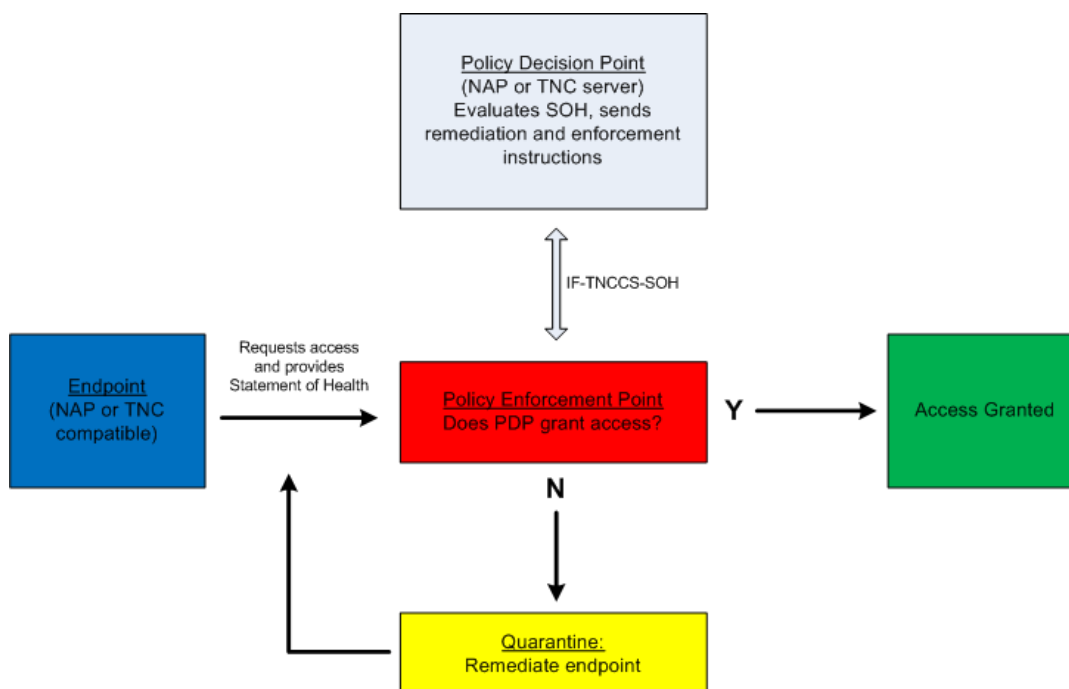 Policy Decision Point
(NAP or TNC server)
Evaluates SOH, sends
remediation and enforcement
instructions
IF-TNCCS-SOH
Requests access
and provides
Statement of Health
Endpoint
(NAP or TNC
compatible)
Policy Enforcement Point
Does PDP grant access?
Y
Access Granted
N
Quarantine:
Remediate endpoint